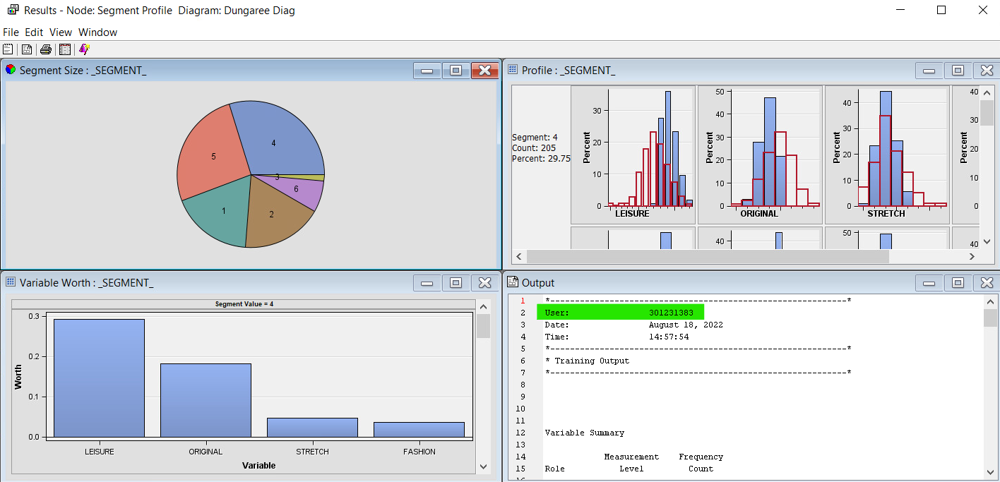 Results - Node: Segment Profile  Diagram: Dungaree Diag
File Edit View Window
Segment Size : _SEGMENT_
4
5
3
6
1
2
Profile : _SEGMENT_
Segment: 4
Count: 205
Percent: 29.75
Percent
30
20
10
0
LEISURE
Percent
50
40
30
20
10
0
ORIGINAL
Percent
40
30
20
10
0
STRETCH
Percent
40
30
20
10
0
40
50
40
Variable Worth : _SEGMENT_
Segment Value = 4
Worth
0.3
0.2
0.1
0.0
LEISURE ORIGINAL STRETCH FASHION
Variable
Output
1 *------------------------------------------------------------*
2 User: 301231383
3 Date: August 18, 2022
4 Time: 14:57:54
5 *------------------------------------------------------------*
6 * Training Output
7 *------------------------------------------------------------*
8
9
10
11
12 Variable Summary
13
14 Measurement Frequency
15 Role Level Count